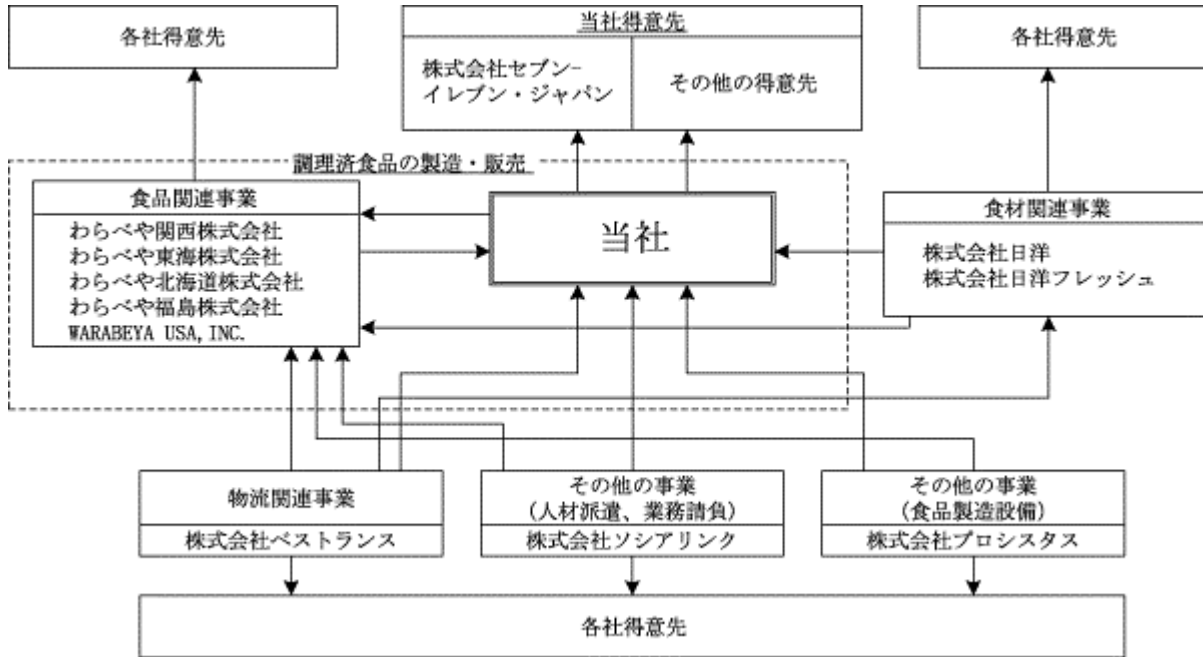 各社得意先
当社得意先
株式会社セブン-
イレブン・ジャパン
その他の得意先
各社得意先
調理済食品の製造・販売
食品関連事業
わらべや関西株式会社
わらべや東海株式会社
わらべや北海道株式会社
わらべや福島株式会社
WARABEYA USA,INC.
当社
食材関連事業
株式会社日洋
株式会社日洋フレッシュ
物流関連事業
株式会社ベストランス
その他の事業
(人材派遣、業務請負)
株式会社ソシアリンク
その他の事業
(食品製造設備)
株式会社プロシスタス
各社得意先